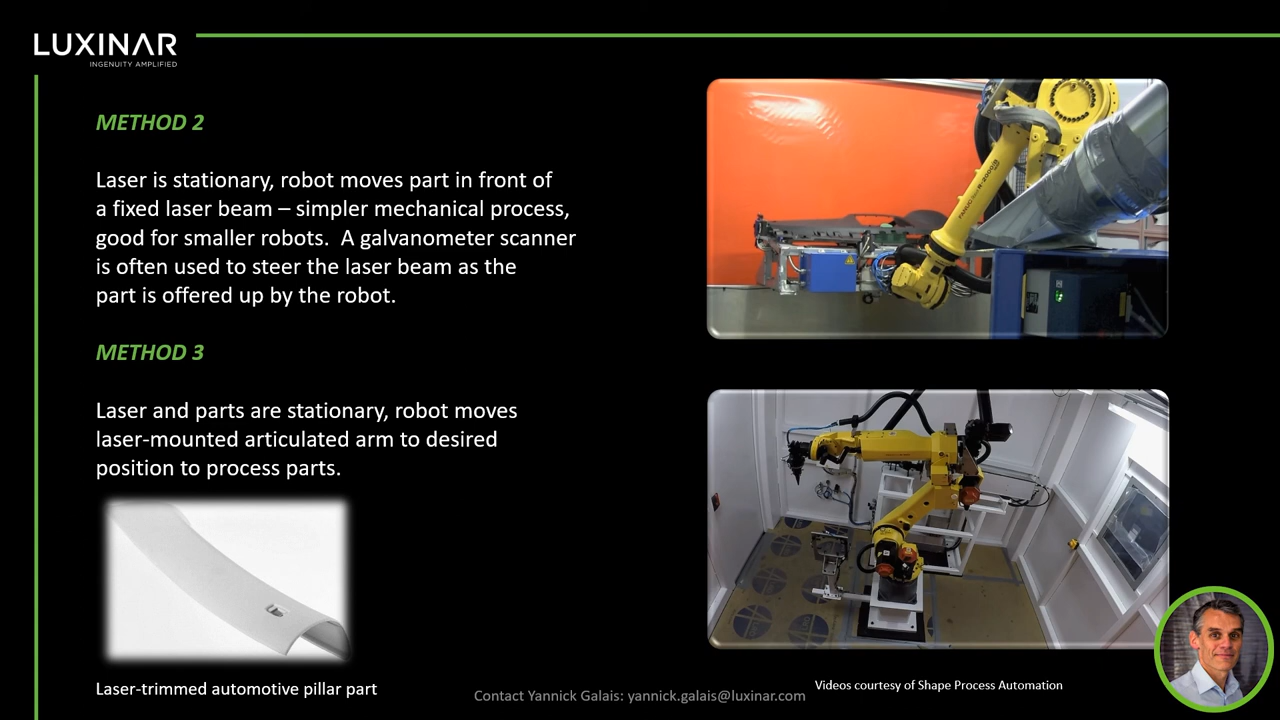 LUXINAR
INGENUITY AMPLIFIED
METHOD 2
Laser is stationary, robot moves part in front of
a fixed laser beam – simpler mechanical process,
good for smaller robots.  A galvanometer scanner
is often used to steer the laser beam as the
part is offered up by the robot.
METHOD 3
Laser and parts are stationary, robot moves
laser-mounted articulated arm to desired
position to process parts.
Laser-trimmed automotive pillar part
FANUC R-2000iB
Videos courtesy of Shape Process Automation
Contact Yannick Galais: yannick.galais@luxinar.com